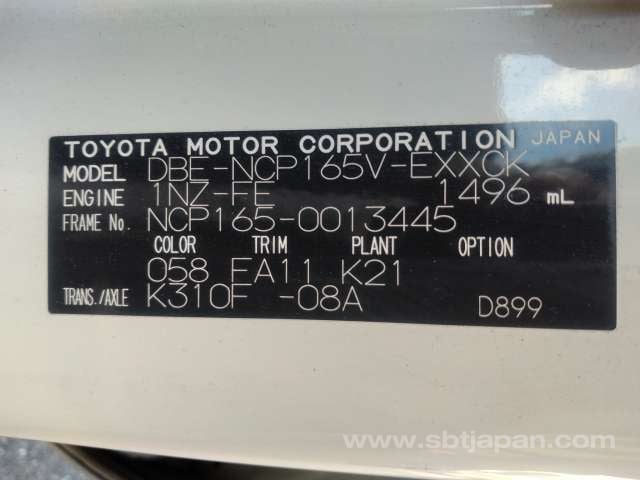 TOYOTA MOTOR CORPORATION JAPAN
MODEL DBE-NCP165V-EXXCK
ENGINE 1NZ-FE 1496 mL
FRAME No. NCP165-0013445
COLOR TRIM PLANT OPTION
058 FA11 K21
TRANS./AXLE K310F -08A D899
www.sbtjapan.com